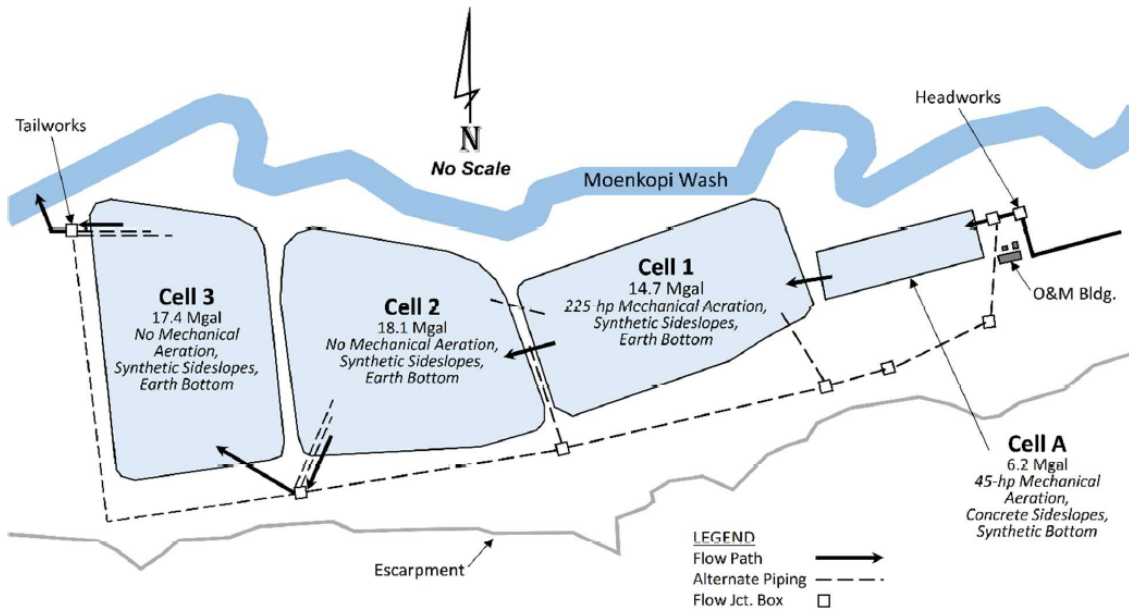 Headworks
Tailworks
N
No Scale
Moenkopi Wash
Cell 3
17.4 Mgal
No Mechanical
Aeration,
Synthetic Sideslopes,
Earth Bottom
Cell 2
18.1 Mgal
No Mechanical Aeration,
Synthetic Sideslopes,
Earth Bottom
Cell 1
14.7 Mgal
225-hp Mechanical Aeration,
Synthetic Sideslopes,
Earth Bottom
O&M Bldg.
Cell A
6.2 Mgal
45-hp Mechanical
Aeration,
Concrete Sideslopes,
Synthetic Bottom
Escarpment
LEGEND
Flow Path
Alternate Piping
Flow Jct. Box